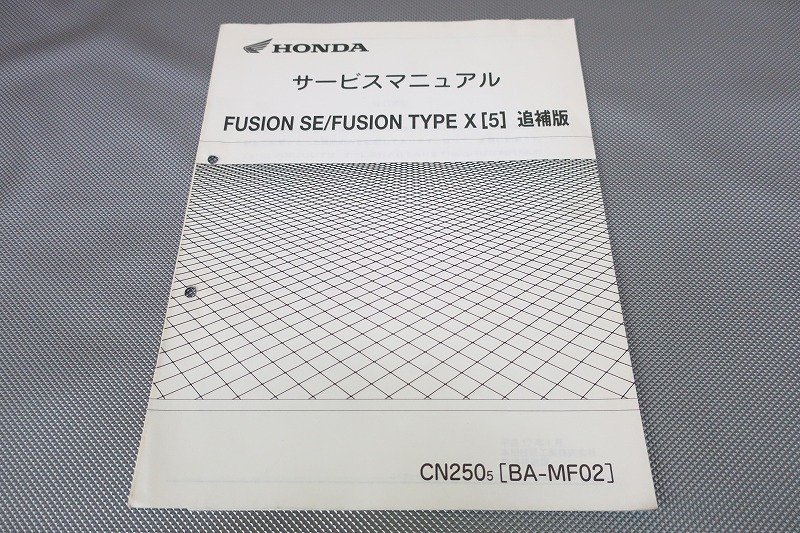 HONDA
サービスマニュアル
FUSION SE/FUSION TYPE X [5] 追補版
CN250₅ [BA-MF02]